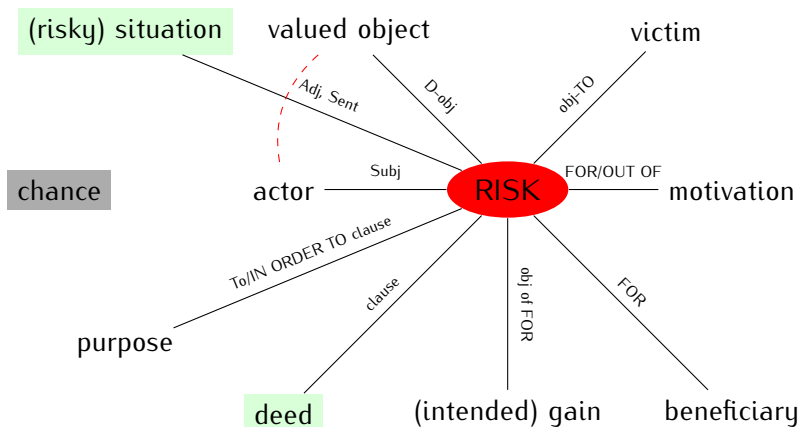 (risky) situation
valued object
victim
Adj, Sent
D-obj
obj-TO
chance
actor
Subj
RISK
FOR/OUT OF
motivation
To/IN ORDER TO clause
clause
obj of FOR
FOR
purpose
deed
(intended) gain
beneficiary